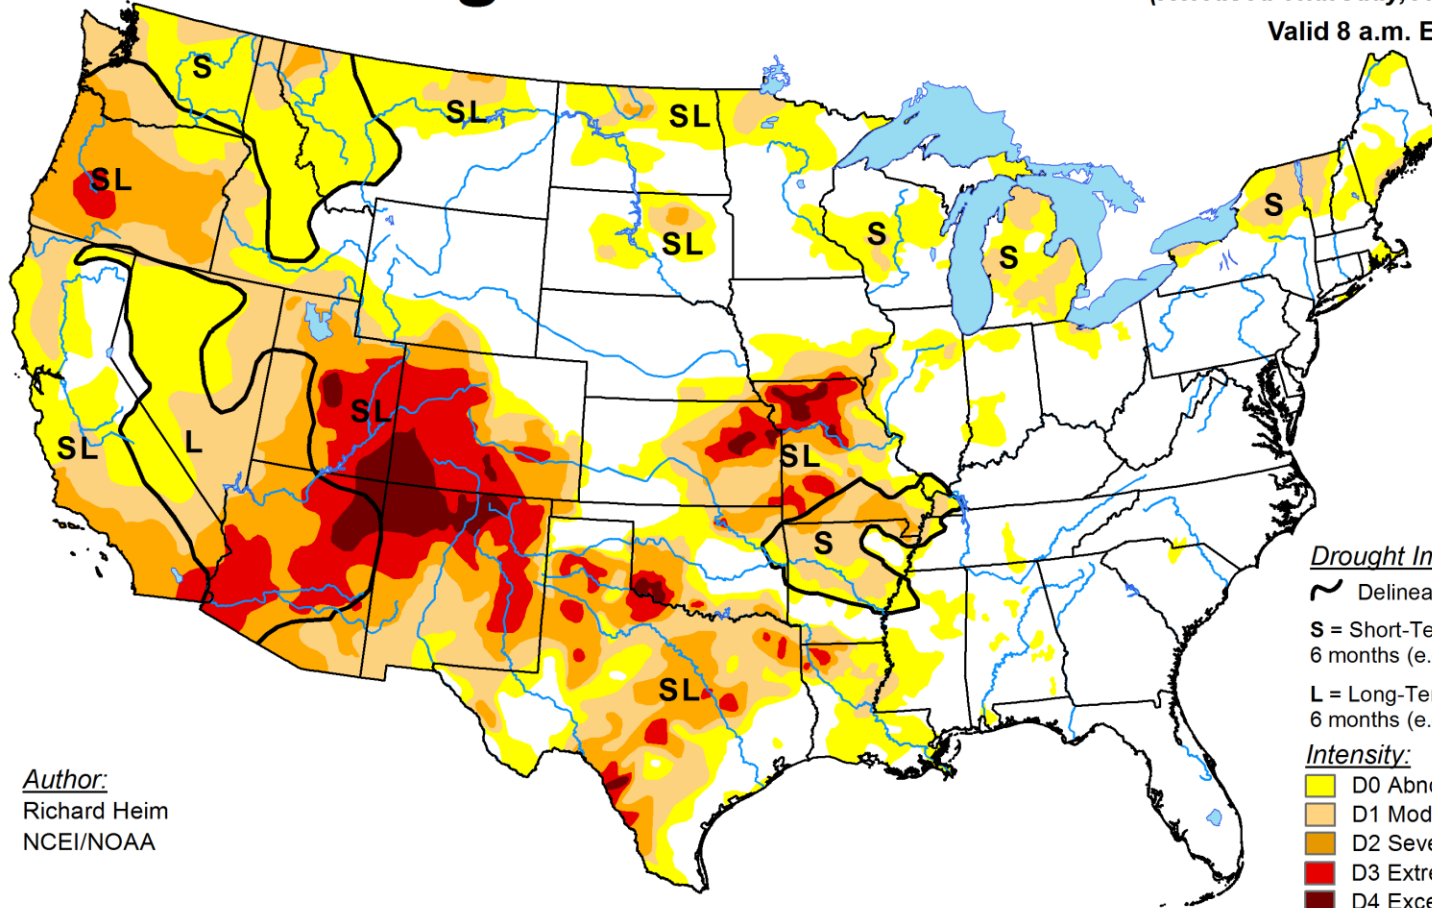 Valid 8 a.m. E
S
SL
SL
SL
S
SL
S
S
SL
SL
L
SL
S
SL
Drought In
Delinea
S = Short-Te
6 months (e.
L = Long-Ter
6 months (e.
Intensity:
D0 Abno
D1 Mod
D2 Seve
D3 Extre
D4 Exce
Author:
Richard Heim
NCEI/NOAA